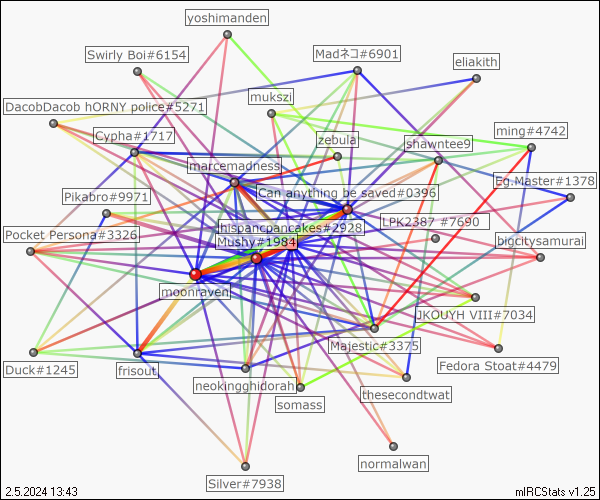 yoshimanden
Swirly Boi#6154
Madネコ#6901
eliakith
mukszi
DacobDacob hORNY police#5271
Cypha#1717
zebula
shawntee9
ming#4742
marcemadness
Eg.Master#1378
Can anything be saved#0396
Pikabro#9971
LPK2387 #7690
hispancpancakes#2928
Pocket Persona#3326
Mushy#1984
bigcitysamurai
moonraven
JKOUYH VIII#7034
Majestic#3375
Duck#1245
frisout
Fedora Stoat#4479
neokingghidorah
thesecondtwat
somass
normalwan
Silver#7938
2.5.2024 13:43
mIRCStats v1.25